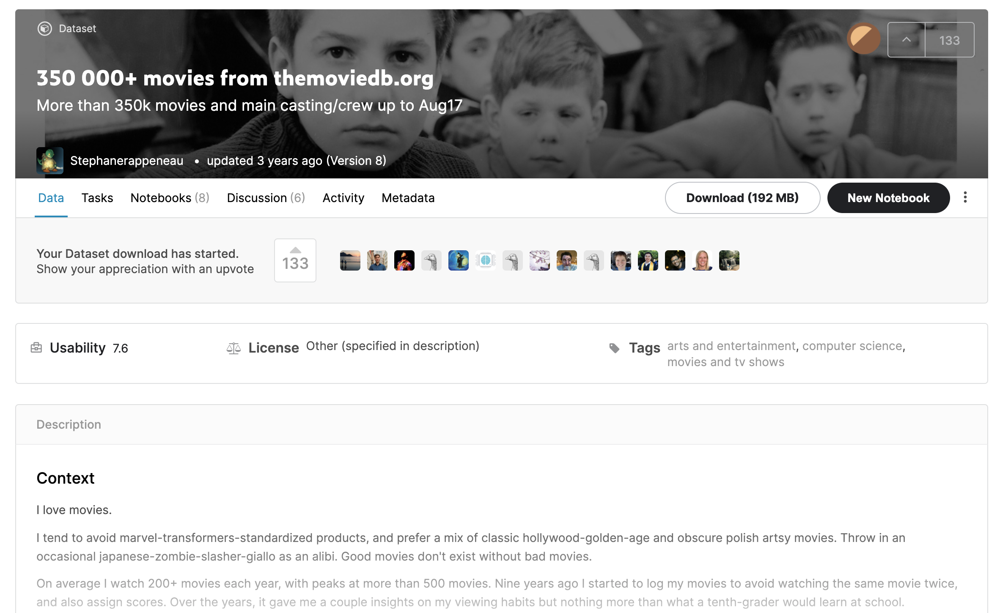 Dataset
133
350 000+ movies from themoviedb.org
More than 350k movies and main casting/crew up to Aug17
Stephanerappeneau • updated 3 years ago (Version 8)
Data Tasks Notebooks (8) Discussion (6) Activity Metadata Download (192 MB) New Notebook
Your Dataset download has started.
Show your appreciation with an upvote
133
Usability 7.6 License Other (specified in description) Tags arts and entertainment, computer science,
movies and tv shows
Description
Context
I love movies.
I tend to avoid marvel-transformers-standardized products, and prefer a mix of classic hollywood-golden-age and obscure polish artsy movies. Throw in an
occasional japanese-zombie-slasher-giallo as an alibi. Good movies don't exist without bad movies.
On average I watch 200+ movies each year, with peaks at more than 500 movies. Nine years ago I started to log my movies to avoid watching the same movie twice,
and also assign scores. Over the years, it gave me a couple insights on my viewing habits but nothing more than what a tenth-grader would learn at school.